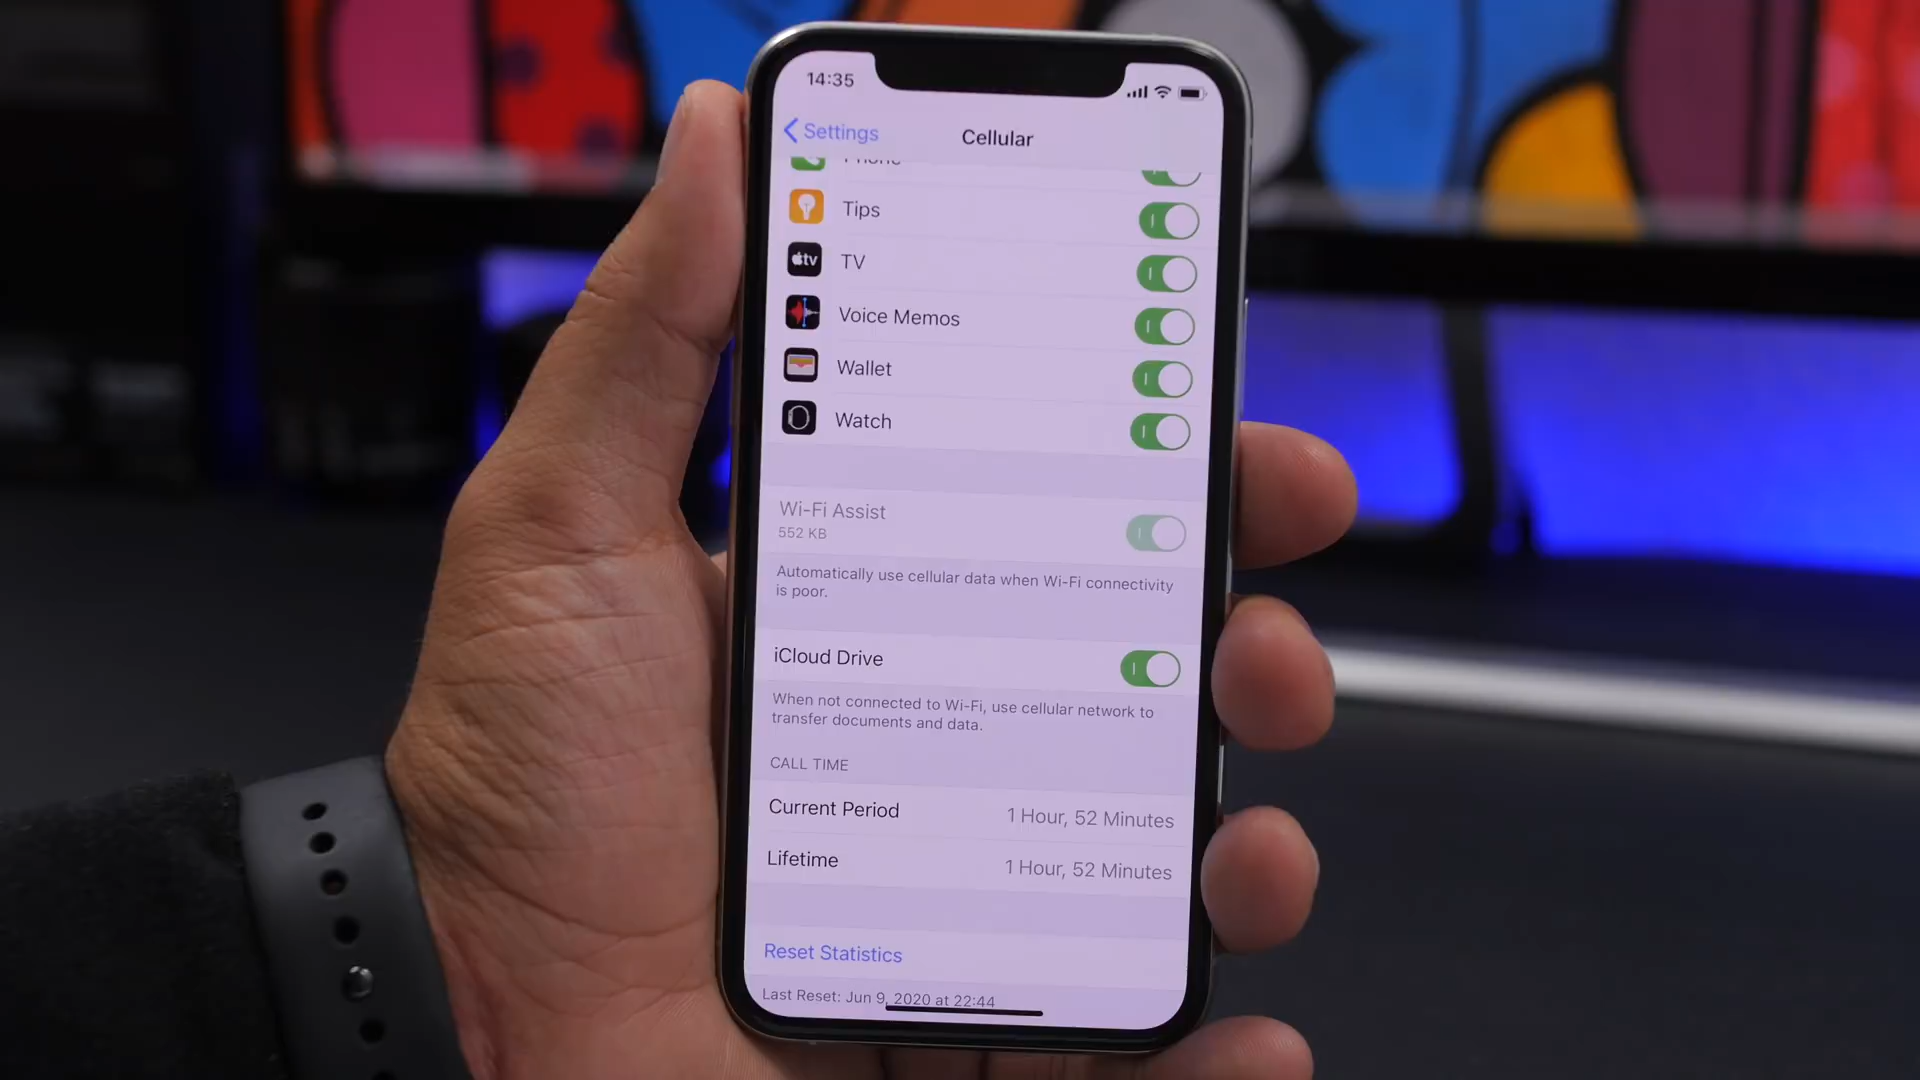 14:35
Settings
Cellular
Phone
Tips
tv
TV
Voice Memos
Wallet
Watch
Wi-Fi Assist
552 KB
Automatically use cellular data when Wi-Fi connectivity
is poor.
iCloud Drive
When not connected to Wi-Fi, use cellular network to
transfer documents and data.
CALL TIME
Current Period
1 Hour, 52 Minutes
Lifetime
1 Hour, 52 Minutes
Reset Statistics
Last Reset: Jun 9, 2020 at 22:44